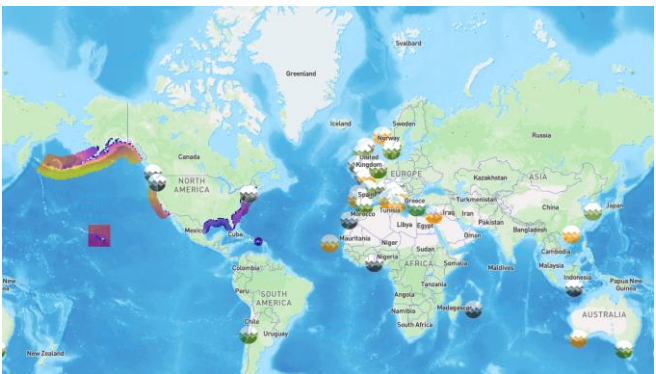 Svalbard
Greenland
Iceland
Sweden
Norway
Russia
Canada
United
Kingdom
NORTH
AMERICA
EUROPE
Kazakhstan
ASIA
Spain
Greece
Turkmenistan
Japan
Tunisia
Iraq
Iran
China
Morocco
Libya
Egypt
Pakistan
Mexico
Cuba
Oman
Bangladesh
Mauritania
Niger
Sudan
Cambodia
Nigeria
AFRICA
Somalia
Maldives
Malaysia
Colombia
Indonesia
Papua New
Guinea
Tanzania
Peru
SOUTH
AMERICA
Angola
Namibia
Madagascar
AUSTRALIA
Chile
Uruguay
South Africa
New Zealand
New